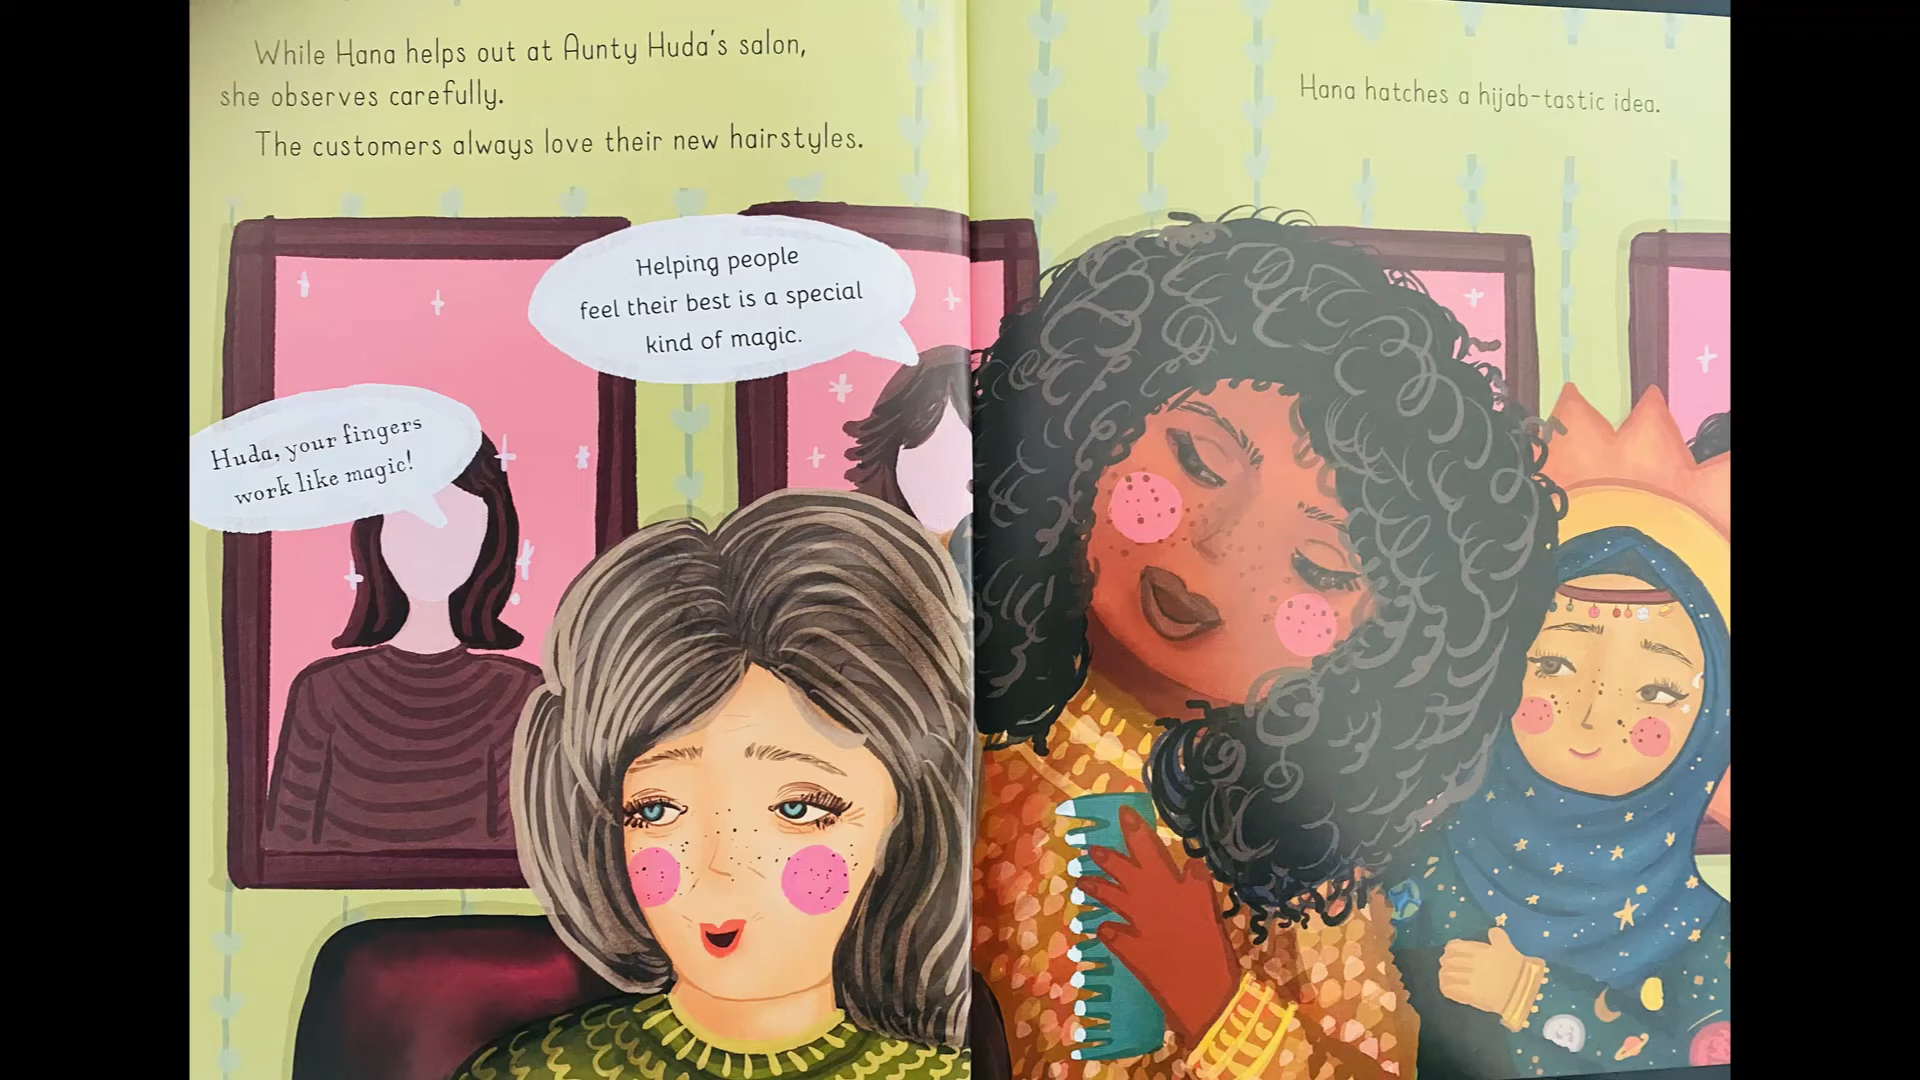 While Hana helps out at Aunty Huda's salon,
she observes carefully.
The customers always love their new hairstyles.
Helping people
feel their best is a special
kind of magic.
Huda, your fingers
work like magic!
Hana hatches a hijab-tastic idea.